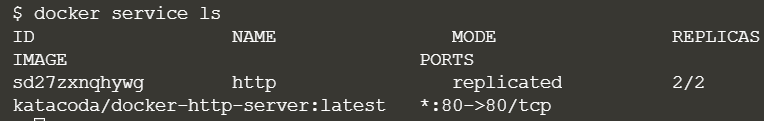 $ docker service ls
ID NAME MODE REPLICAS
IMAGE PORTS
sd27zxnqhywg http replicated 2/2
katacoda/docker-http-server:latest *:80->80/tcp